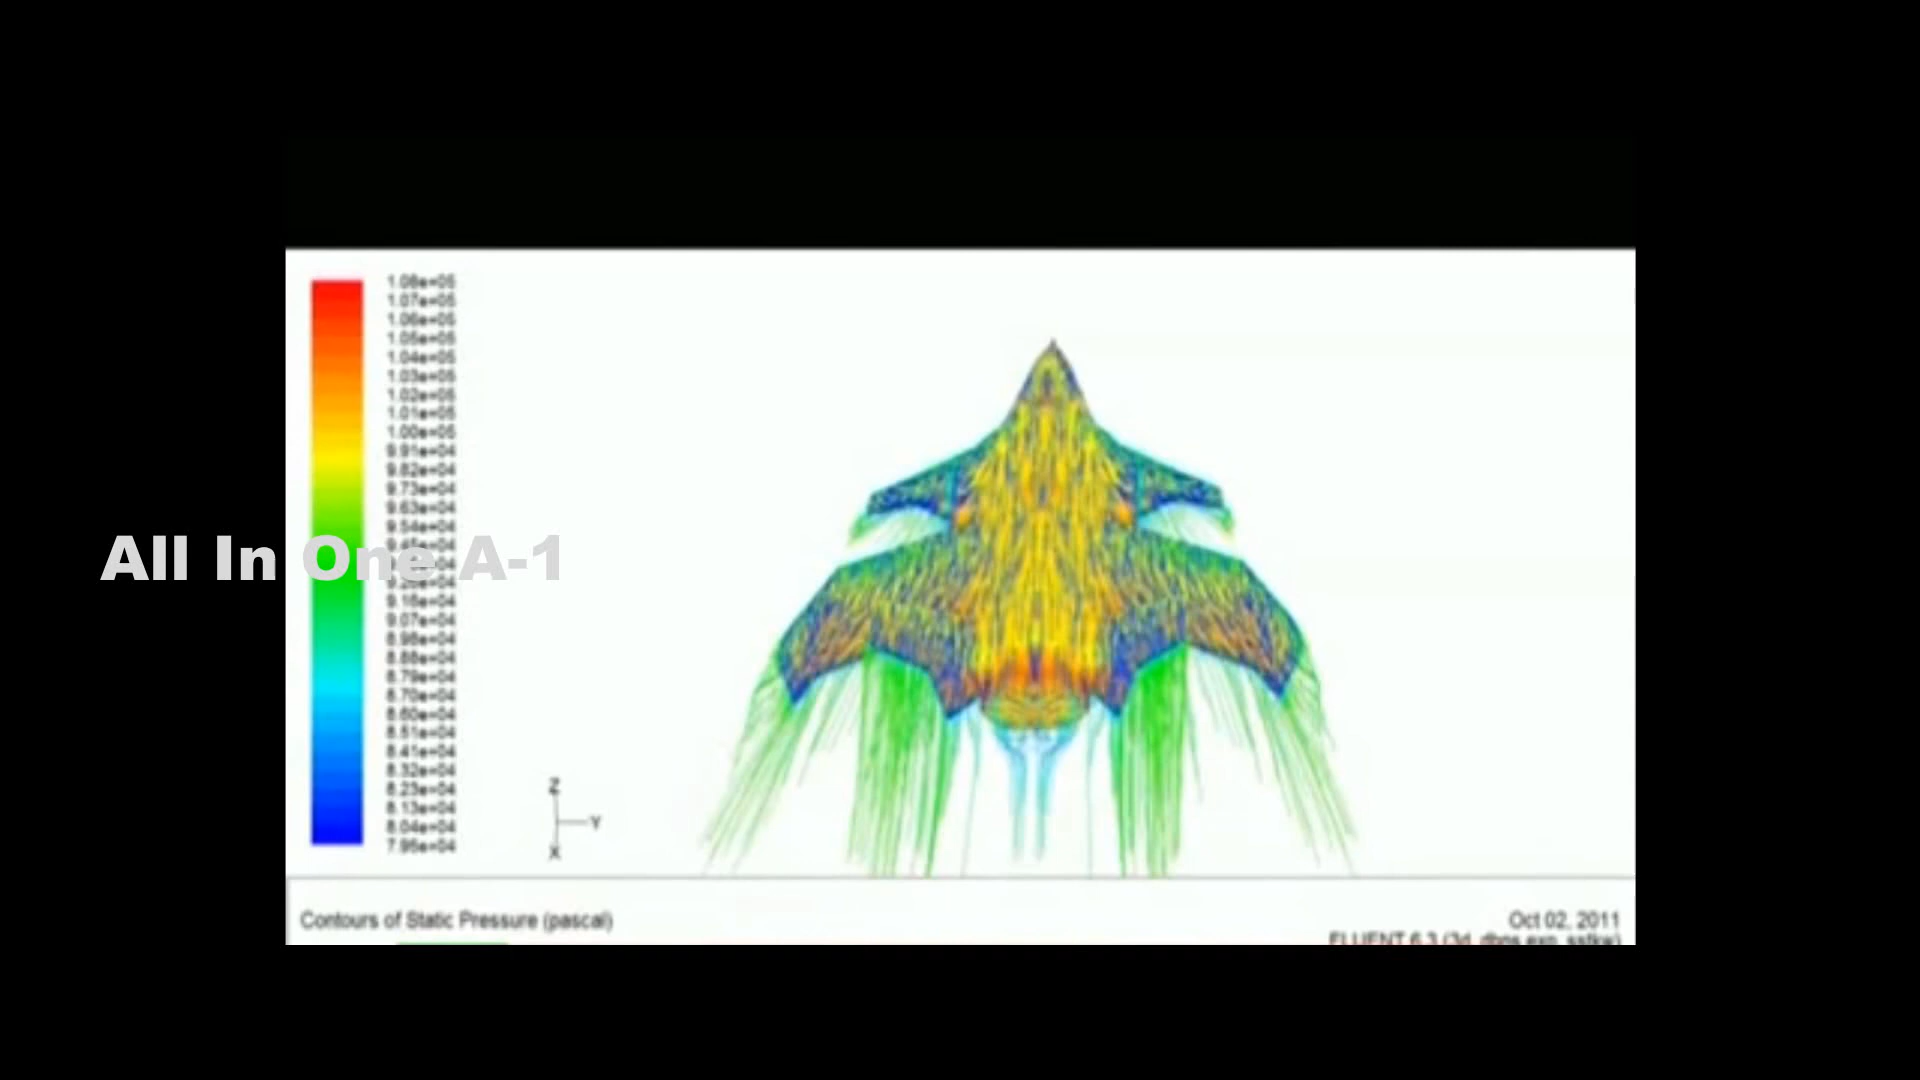 1.08e+05
1.07e+05
1.06e+05
1.05e+05
1.04e+05
1.03e+05
1.02e+05
1.01e+05
1.00e+05
9.91e+04
9.82e+04
9.73e+04
9.63e+04
9.54e+04
All In One A-1
9.16e+04
9.07e+04
8.98e+04
8.88e+04
8.79e+04
8.70e+04
8.60e+04
8.51e+04
8.41e+04
8.32e+04
8.23e+04
8.13e+04
8.04e+04
7.95e+04
Z
Y
X
Contours of Static Pressure (pascal)
Oct 02, 2011
FLUENT 6.3 (3d, dbns exp, sstkw)